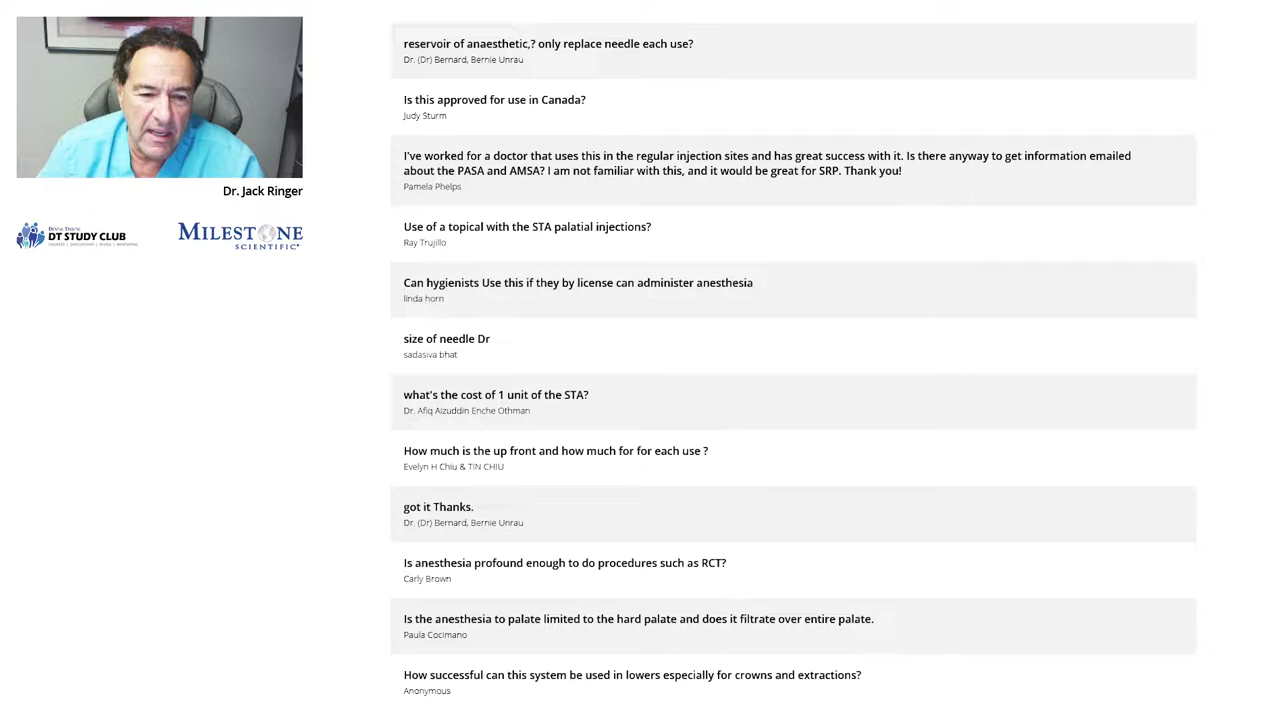 Dr. Jack Ringer
DENTAL TRIBUNE
DT STUDY CLUB
COURSES | DISCUSSIONS | BLOGS | MENTORING
MILESTONE
SCIENTIFIC
reservoir of anaesthetic,? only replace needle each use?
Dr. (Dr) Bernard, Bernie Unrau
Is this approved for use in Canada?
Judy Sturm
I've worked for a doctor that uses this in the regular injection sites and has great success with it. Is there anyway to get information emailed
about the PASA and AMSA? I am not familiar with this, and it would be great for SRP. Thank you!
Pamela Phelps
Use of a topical with the STA palatial injections?
Ray Trujillo
Can hygienists Use this if they by license can administer anesthesia
linda horn
size of needle Dr
sadasiva bhat
what's the cost of 1 unit of the STA?
Dr. Afiq Aizuddin Enche Othman
How much is the up front and how much for for each use ?
Evelyn H Chiu & TIN CHIU
got it Thanks.
Dr. (Dr) Bernard, Bernie Unrau
Is anesthesia profound enough to do procedures such as RCT?
Carly Brown
Is the anesthesia to palate limited to the hard palate and does it filtrate over entire palate.
Paula Cocimano
How successful can this system be used in lowers especially for crowns and extractions?
Anonymous